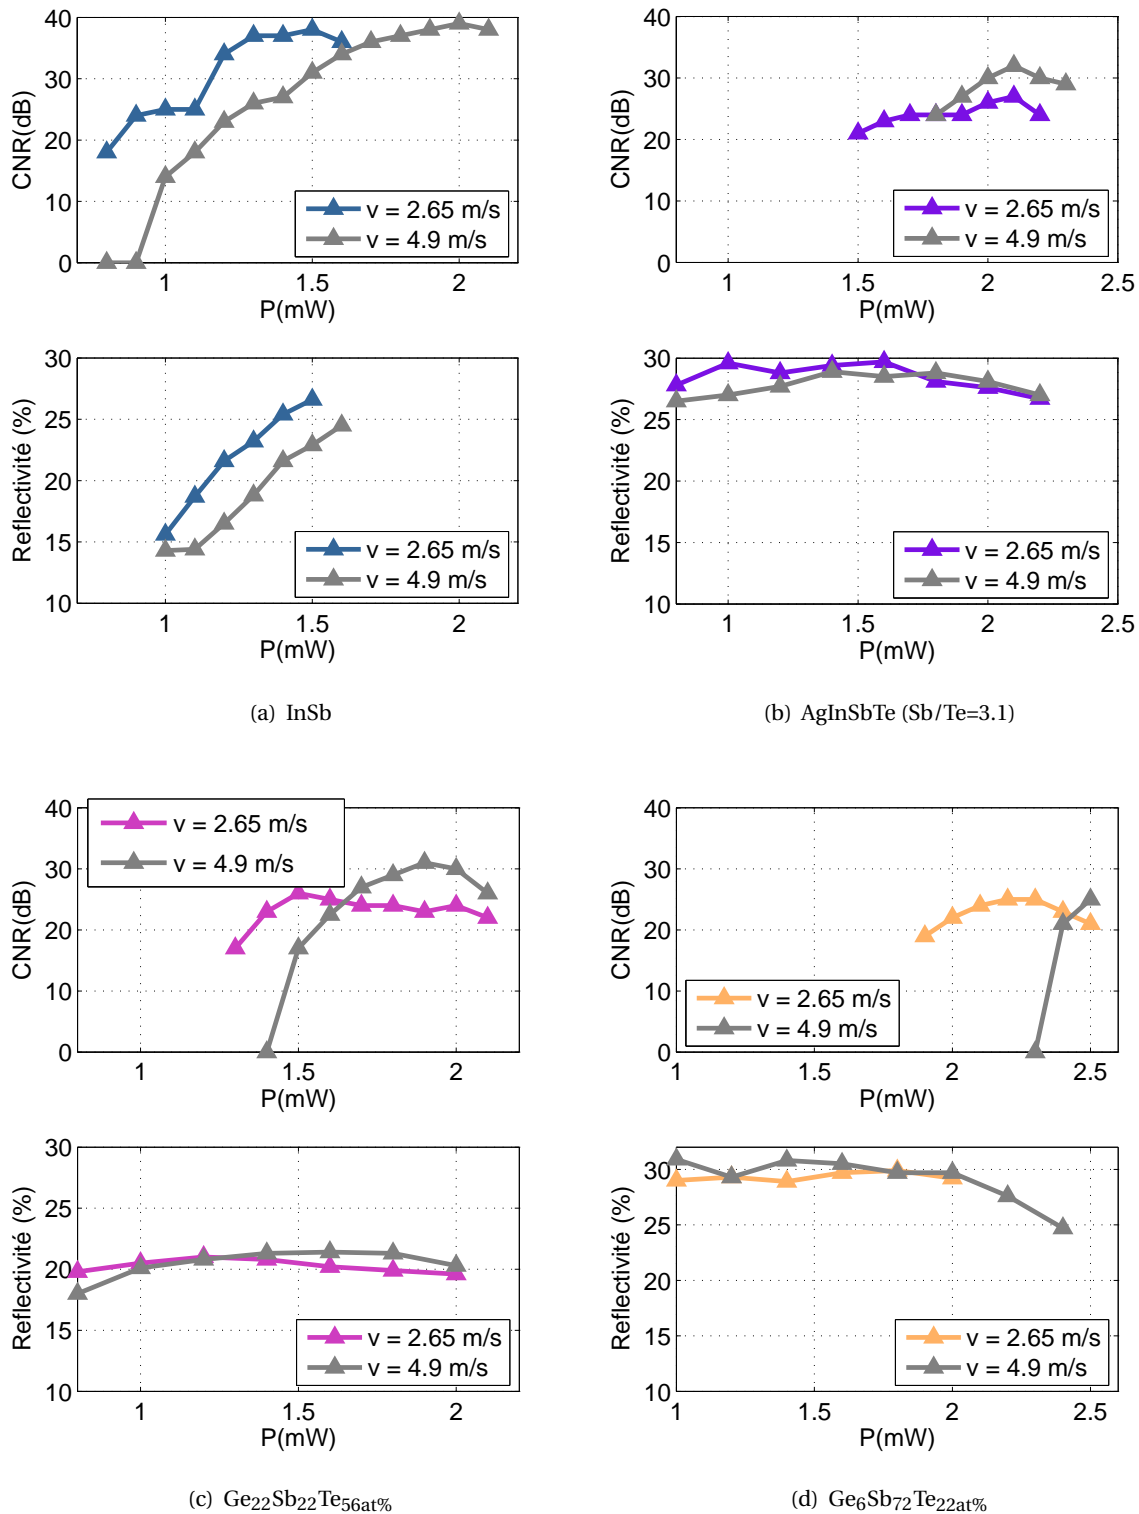 40
30
20
10
0
CNR(dB)
1
1.5
2
P(mW)
v = 2.65 m/s
v = 4.9 m/s
40
30
20
10
0
CNR(dB)
1
1.5
2
2.5
P(mW)
v = 2.65 m/s
v = 4.9 m/s
30
25
20
15
10
Reflectivité (%)
1
1.5
2
P(mW)
v = 2.65 m/s
v = 4.9 m/s
30
25
20
15
10
Reflectivité (%)
1
1.5
2
2.5
P(mW)
v = 2.65 m/s
v = 4.9 m/s
(a) InSb
(b) AgInSbTe (Sb/Te=3.1)
40
30
20
10
0
CNR(dB)
1
1.5
2
P(mW)
v = 2.65 m/s
v = 4.9 m/s
40
30
20
10
0
CNR(dB)
1
1.5
2
2.5
P(mW)
v = 2.65 m/s
v = 4.9 m/s
30
25
20
15
10
Reflectivité (%)
1
1.5
2
P(mW)
v = 2.65 m/s
v = 4.9 m/s
30
25
20
15
10
Reflectivité (%)
1
1.5
2
2.5
P(mW)
v = 2.65 m/s
v = 4.9 m/s
(c) Ge22Sb22Te56at%
(d) Ge6Sb72Te22at%